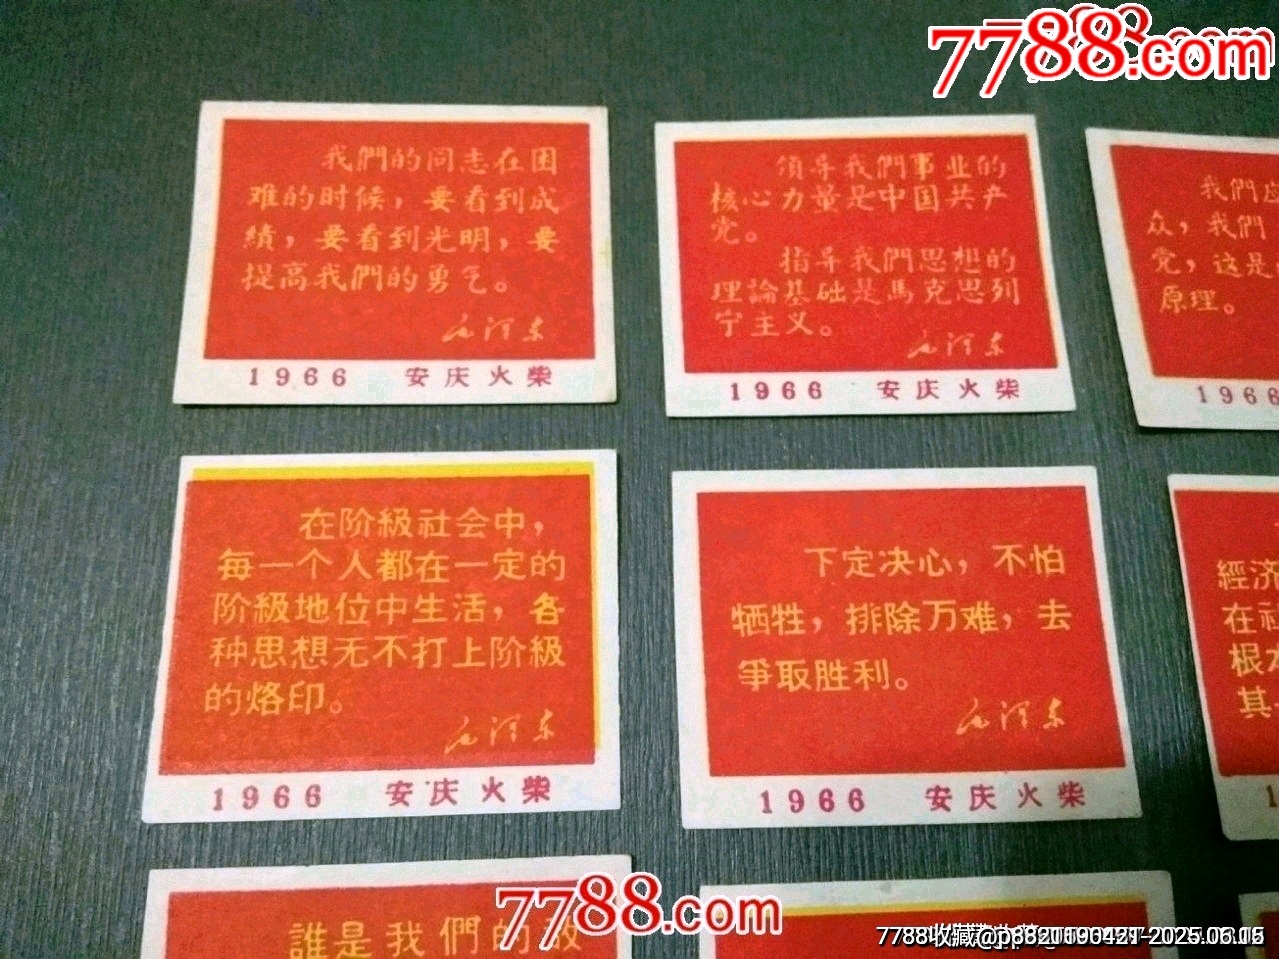 7788.com
我們的同志在困
难的时候，要看到成
績，要看到光明，要
提高我們的勇气。
毛泽东
1966 安庆火柴
領导我們事业的
核心力量是中国共产
党。
指导我們思想的
理論基础是馬克思列
宁主义。
毛泽东
1966 安庆火柴
我們应
众，我們
党，这是
原理。
1966
在阶級社会中，
每一个人都在一定的
阶級地位中生活，各
种思想无不打上阶級
的烙印。
毛泽东
1966 安庆火柴
下定决心，不怕
牺牲，排除万难，去
爭取胜利。
毛泽东
1966 安庆火柴
經济
在社
根本
其
1
誰是我們的敌
7788.com